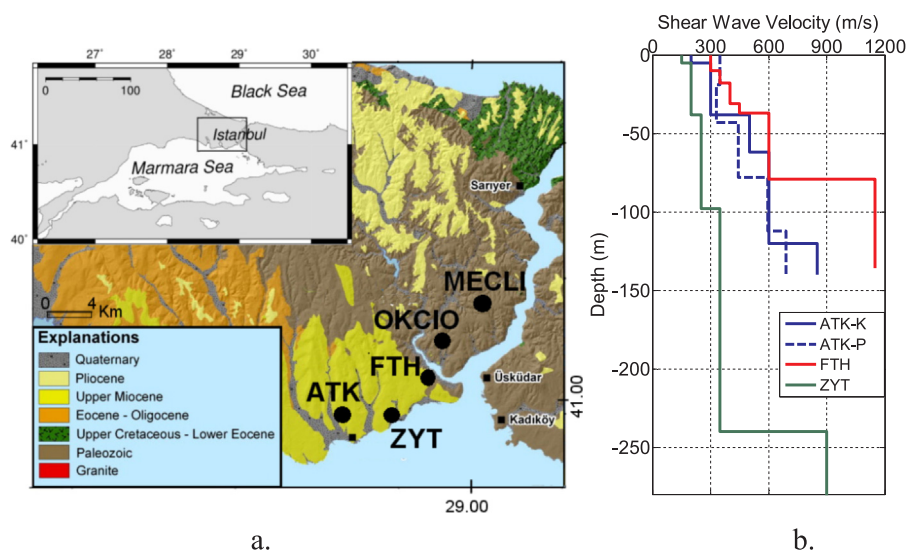 27˚ 28˚ 29˚ 30˚
0 100
Black Sea
Istanbul
41˚
Marmara Sea
40˚
Sarıyer
MECLI
OKCIO
FTH
ATK
ZYT
Üsküdar
Kadıköy
41.00
29.00
0 4
Km
Explanations
Quaternary
Pliocene
Upper Miocene
Eocene - Oligocene
Upper Cretaceous - Lower Eocene
Paleozoic
Granite
a.
Shear Wave Velocity (m/s)
0 300 600 900 1200
0
-50
-100
-150
-200
-250
Depth (m)
ATK-K
ATK-P
FTH
ZYT
b.